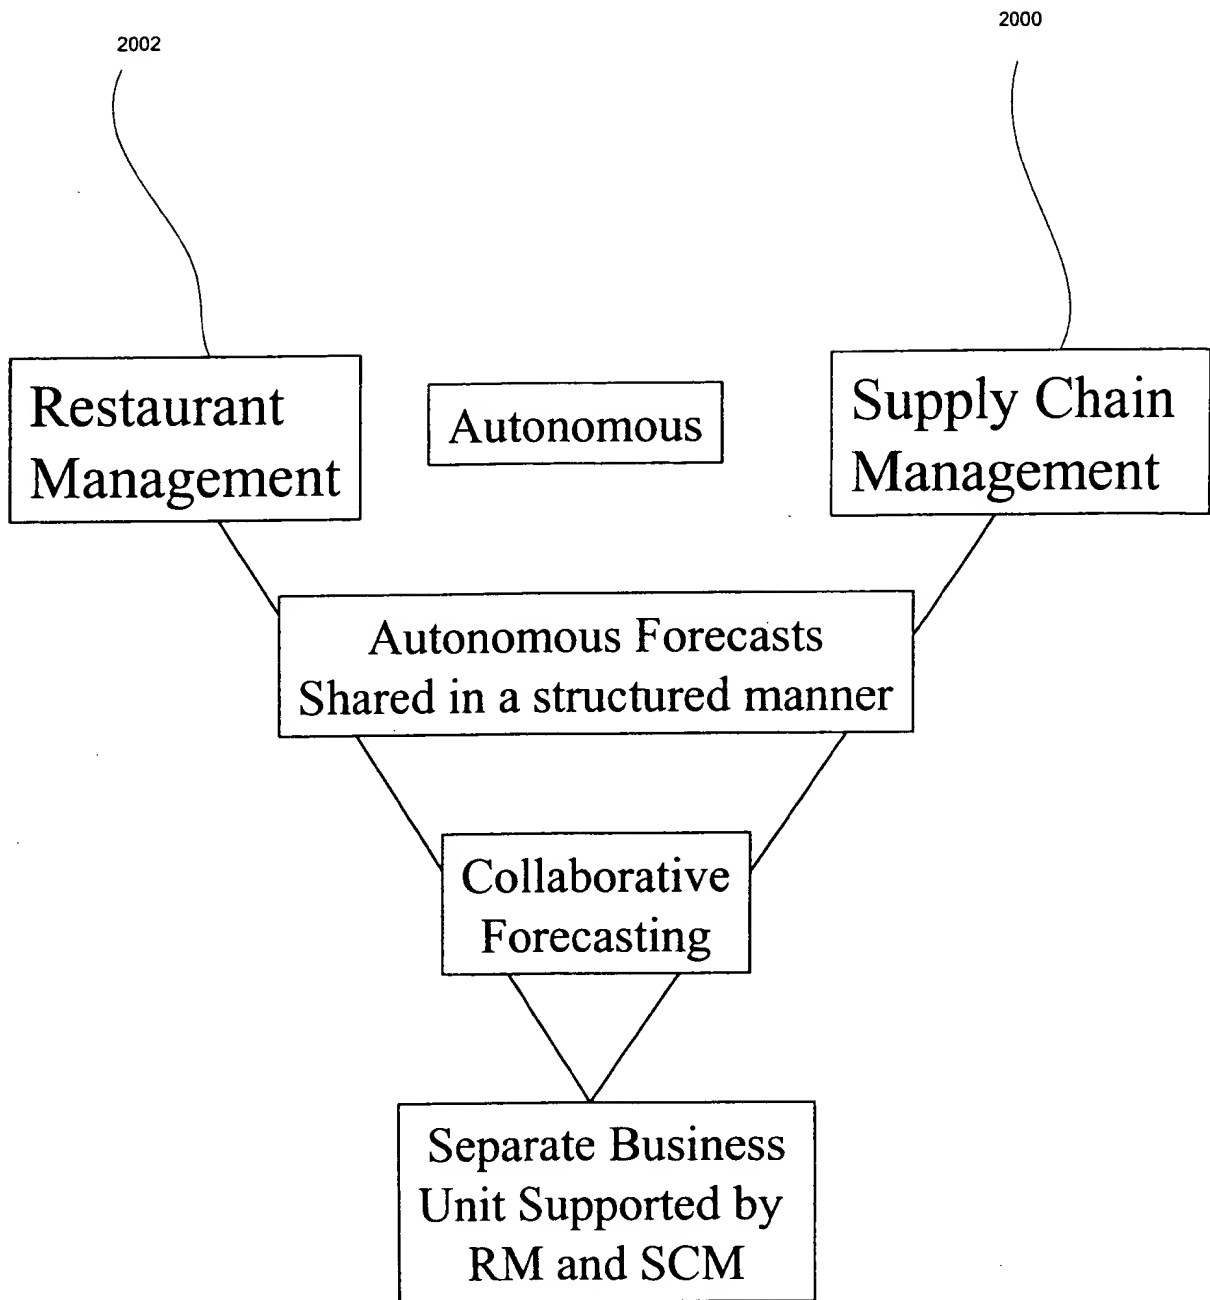 2002
2000
Restaurant
Management
Autonomous
Supply Chain
Management
Autonomous Forecasts
Shared in a structured manner
Collaborative
Forecasting
Separate Business
Unit Supported by
RM and SCM